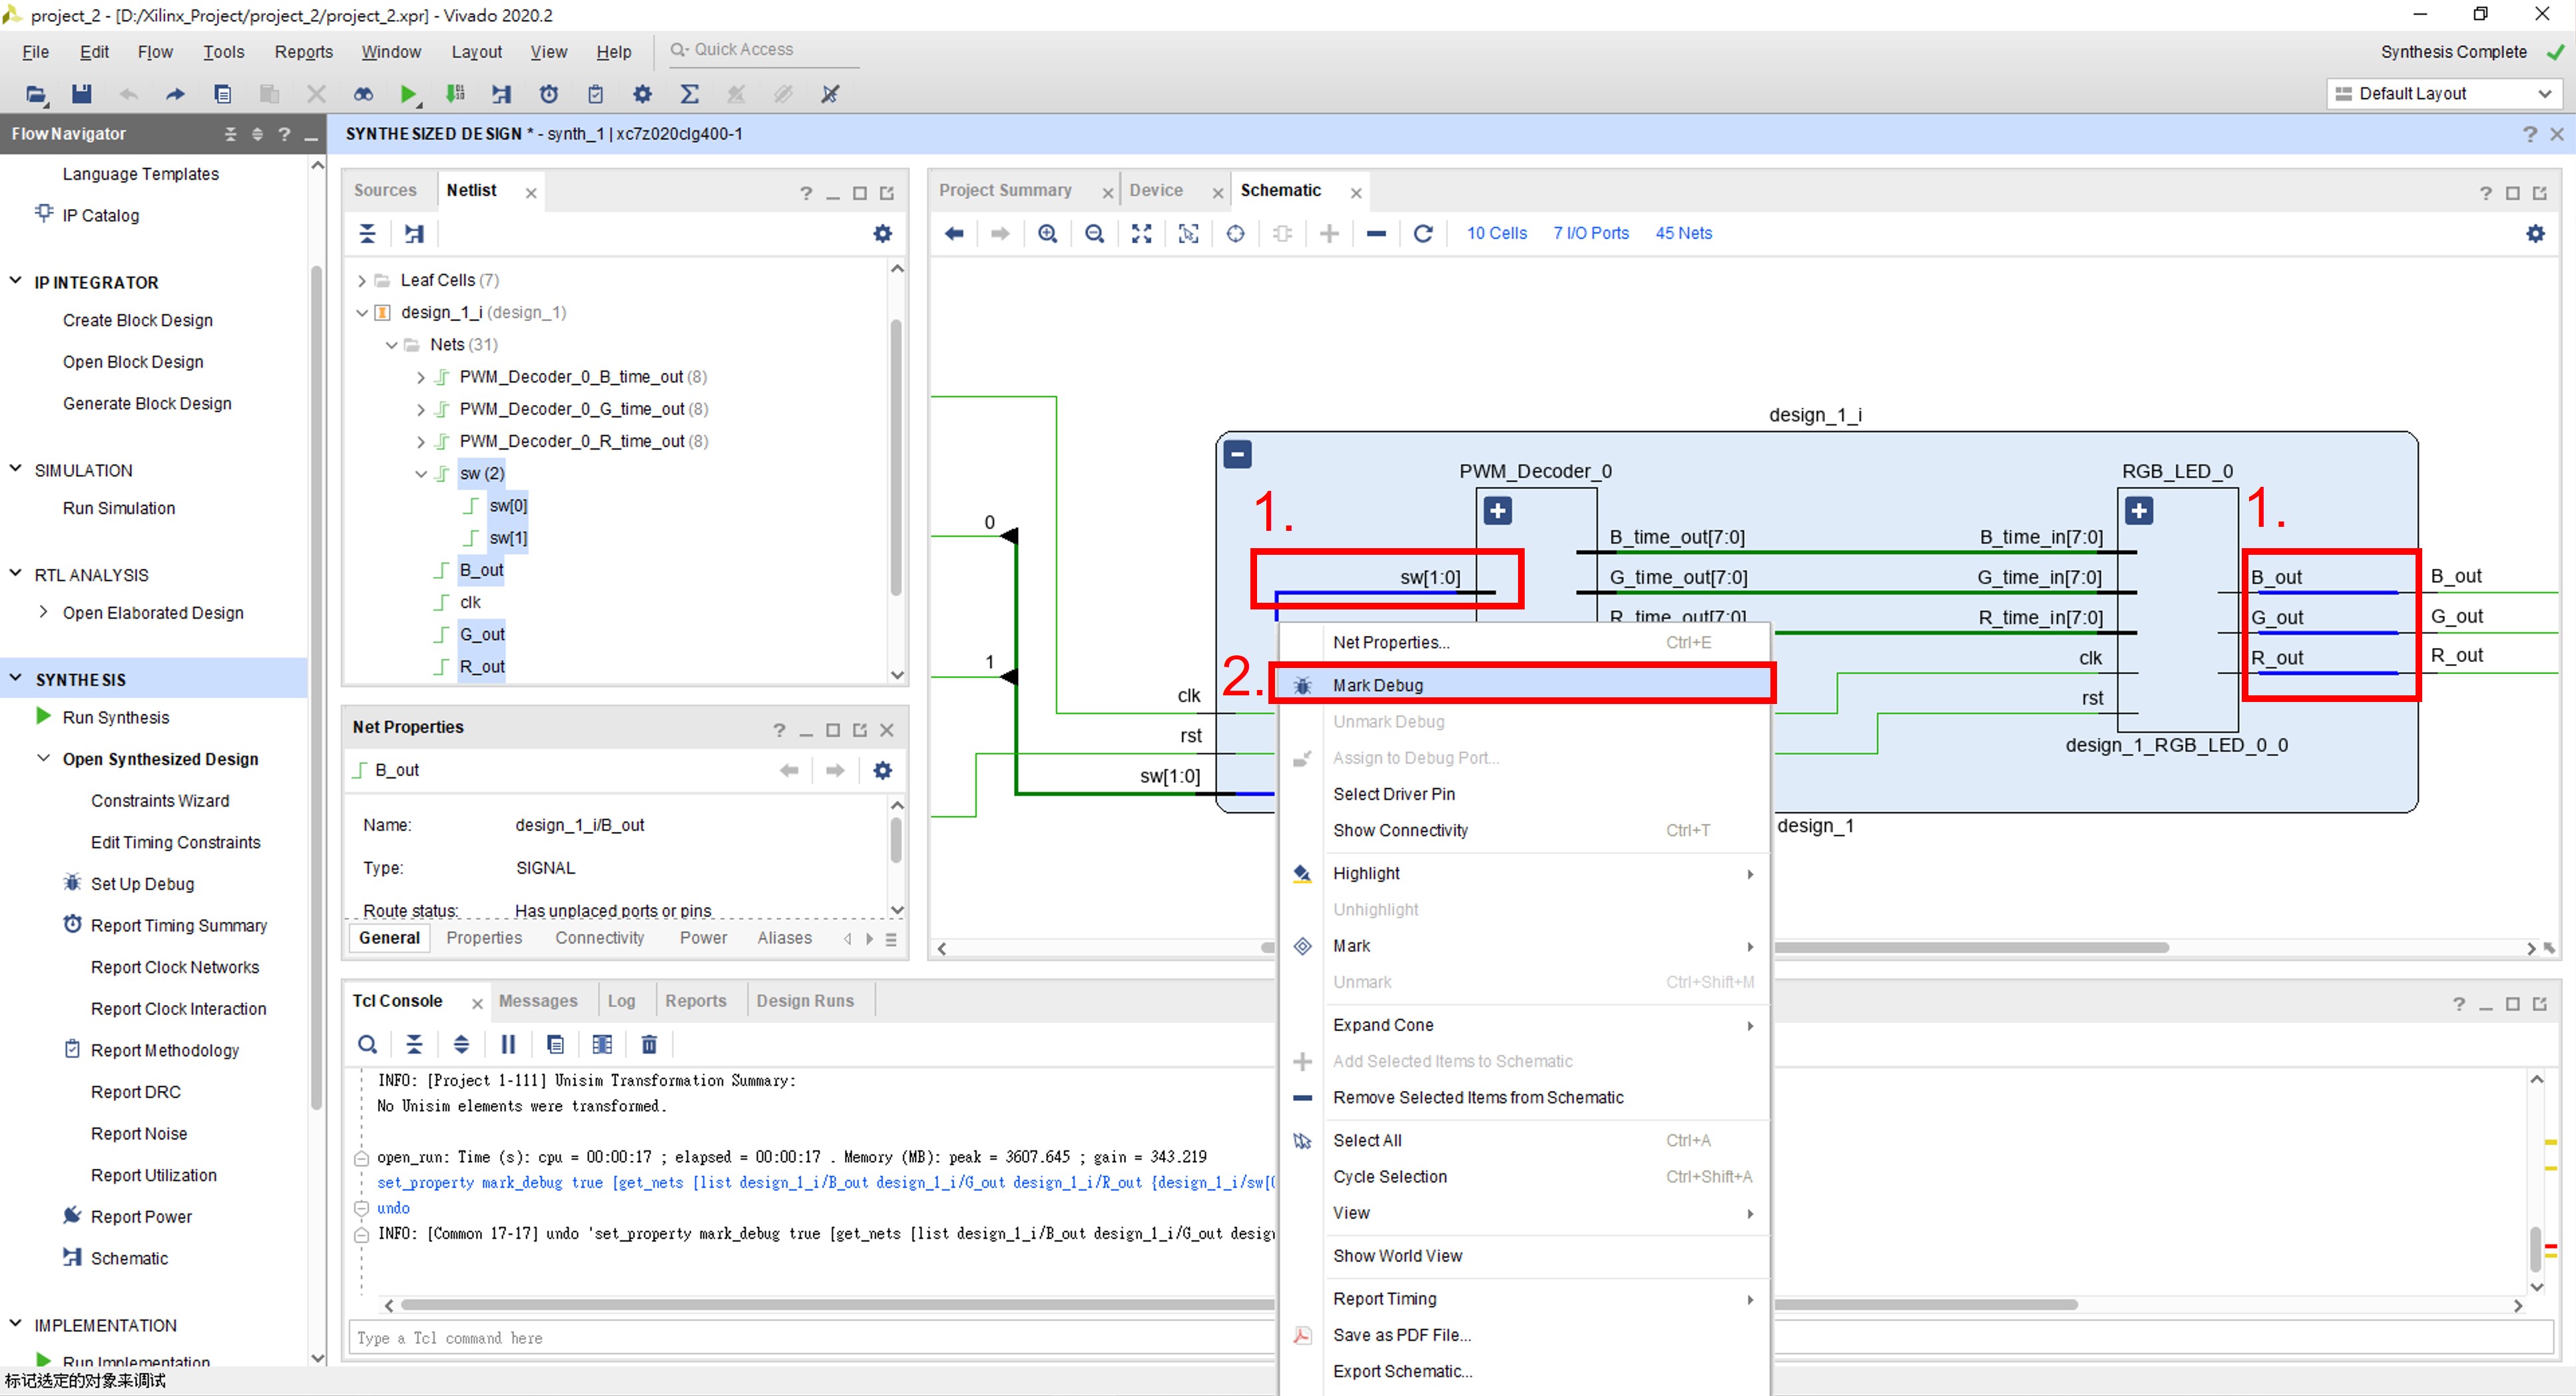 project_2 - [D:/Xilinx_Project/project_2/project_2.xpr] - Vivado 2020.2
File Edit Flow Tools Reports Window Layout View Help Quick Access
Synthesis Complete
Default Layout
Flow Navigator
SYNTHESIZED DESIGN * - synth_1 | xc7z020clg400-1
Language Templates
IP Catalog
IP INTEGRATOR
Create Block Design
Open Block Design
Generate Block Design
SIMULATION
Run Simulation
RTL ANALYSIS
Open Elaborated Design
SYNTHESIS
Run Synthesis
Open Synthesized Design
Constraints Wizard
Edit Timing Constraints
Set Up Debug
Report Timing Summary
Report Clock Networks
Report Clock Interaction
Report Methodology
Report DRC
Report Noise
Report Utilization
Report Power
Schematic
IMPLEMENTATION
Run Implementation
Sources Netlist
Leaf Cells (7)
design_1_i (design_1)
Nets (31)
PWM_Decoder_0_B_time_out (8)
PWM_Decoder_0_G_time_out (8)
PWM_Decoder_0_R_time_out (8)
sw (2)
sw[0]
sw[1]
B_out
clk
G_out
R_out
Net Properties
B_out
Name: design_1_i/B_out
Type: SIGNAL
Route status: Has unplaced ports or pins
General Properties Connectivity Power Aliases
Project Summary Device Schematic
10 Cells 7 I/O Ports 45 Nets
design_1_i
PWM_Decoder_0
RGB_LED_0
1.
1.
0
B_time_out[7:0]
B_time_in[7:0]
sw[1:0]
G_time_out[7:0]
G_time_in[7:0]
B_out
B_out
R_time_out[7:0]
R_time_in[7:0]
G_out
G_out
1
clk
R_out
R_out
clk
rst
rst
design_1_RGB_LED_0_0
sw[1:0]
design_1
2.
Net Properties... Ctrl+E
Mark Debug
Unmark Debug
Assign to Debug Port...
Select Driver Pin
Show Connectivity Ctrl+T
Highlight
Unhighlight
Mark
Unmark Ctrl+Shift+M
Expand Cone
Add Selected Items to Schematic
Remove Selected Items from Schematic
Select All Ctrl+A
Cycle Selection Ctrl+Shift+A
View
Show World View
Report Timing
Save as PDF File...
Export Schematic...
Tcl Console Messages Log Reports Design Runs
INFO: [Project 1-111] Unisim Transformation Summary:
No Unisim elements were transformed.
open_run: Time (s): cpu = 00:00:17 ; elapsed = 00:00:17 . Memory (MB): peak = 3607.645 ; gain = 343.219
set_property mark_debug true [get_nets [list design_1_i/B_out design_1_i/G_out design_1_i/R_out {design_1_i/sw[0
undo
INFO: [Common 17-17] undo 'set_property mark_debug true [get_nets [list design_1_i/B_out design_1_i/G_out design
Type a Tcl command here
标记选定的对象来调试